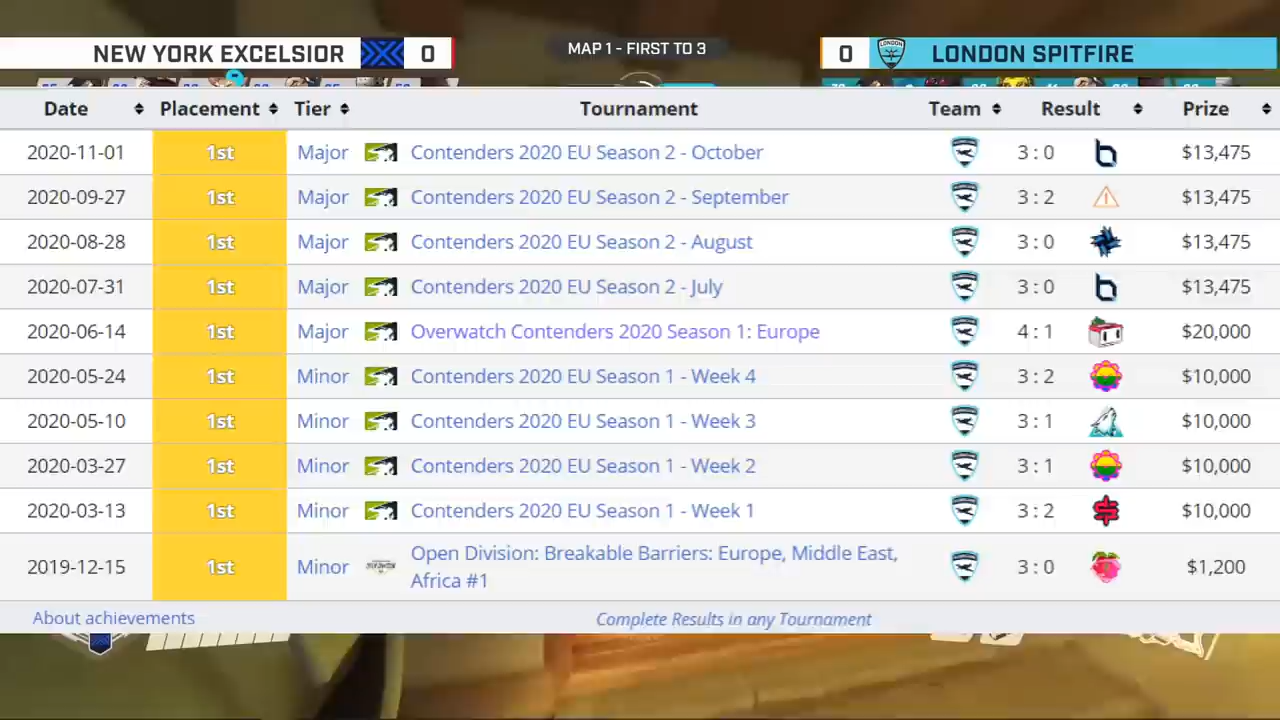 NEW YORK EXCELSIOR 0 MAP 1 - FIRST TO 3 0 LONDON SPITFIRE
Date Placement Tier Tournament Team Result Prize
2020-11-01 1st Major Contenders 2020 EU Season 2 - October 3 : 0 $13,475
2020-09-27 1st Major Contenders 2020 EU Season 2 - September 3 : 2 $13,475
2020-08-28 1st Major Contenders 2020 EU Season 2 - August 3 : 0 $13,475
2020-07-31 1st Major Contenders 2020 EU Season 2 - July 3 : 0 $13,475
2020-06-14 1st Major Overwatch Contenders 2020 Season 1: Europe 4 : 1 $20,000
2020-05-24 1st Minor Contenders 2020 EU Season 1 - Week 4 3 : 2 $10,000
2020-05-10 1st Minor Contenders 2020 EU Season 1 - Week 3 3 : 1 $10,000
2020-03-27 1st Minor Contenders 2020 EU Season 1 - Week 2 3 : 1 $10,000
2020-03-13 1st Minor Contenders 2020 EU Season 1 - Week 1 3 : 2 $10,000
2019-12-15 1st Minor Open Division: Breakable Barriers: Europe, Middle East, 3 : 0 $1,200
Africa #1
About achievements Complete Results in any Tournament